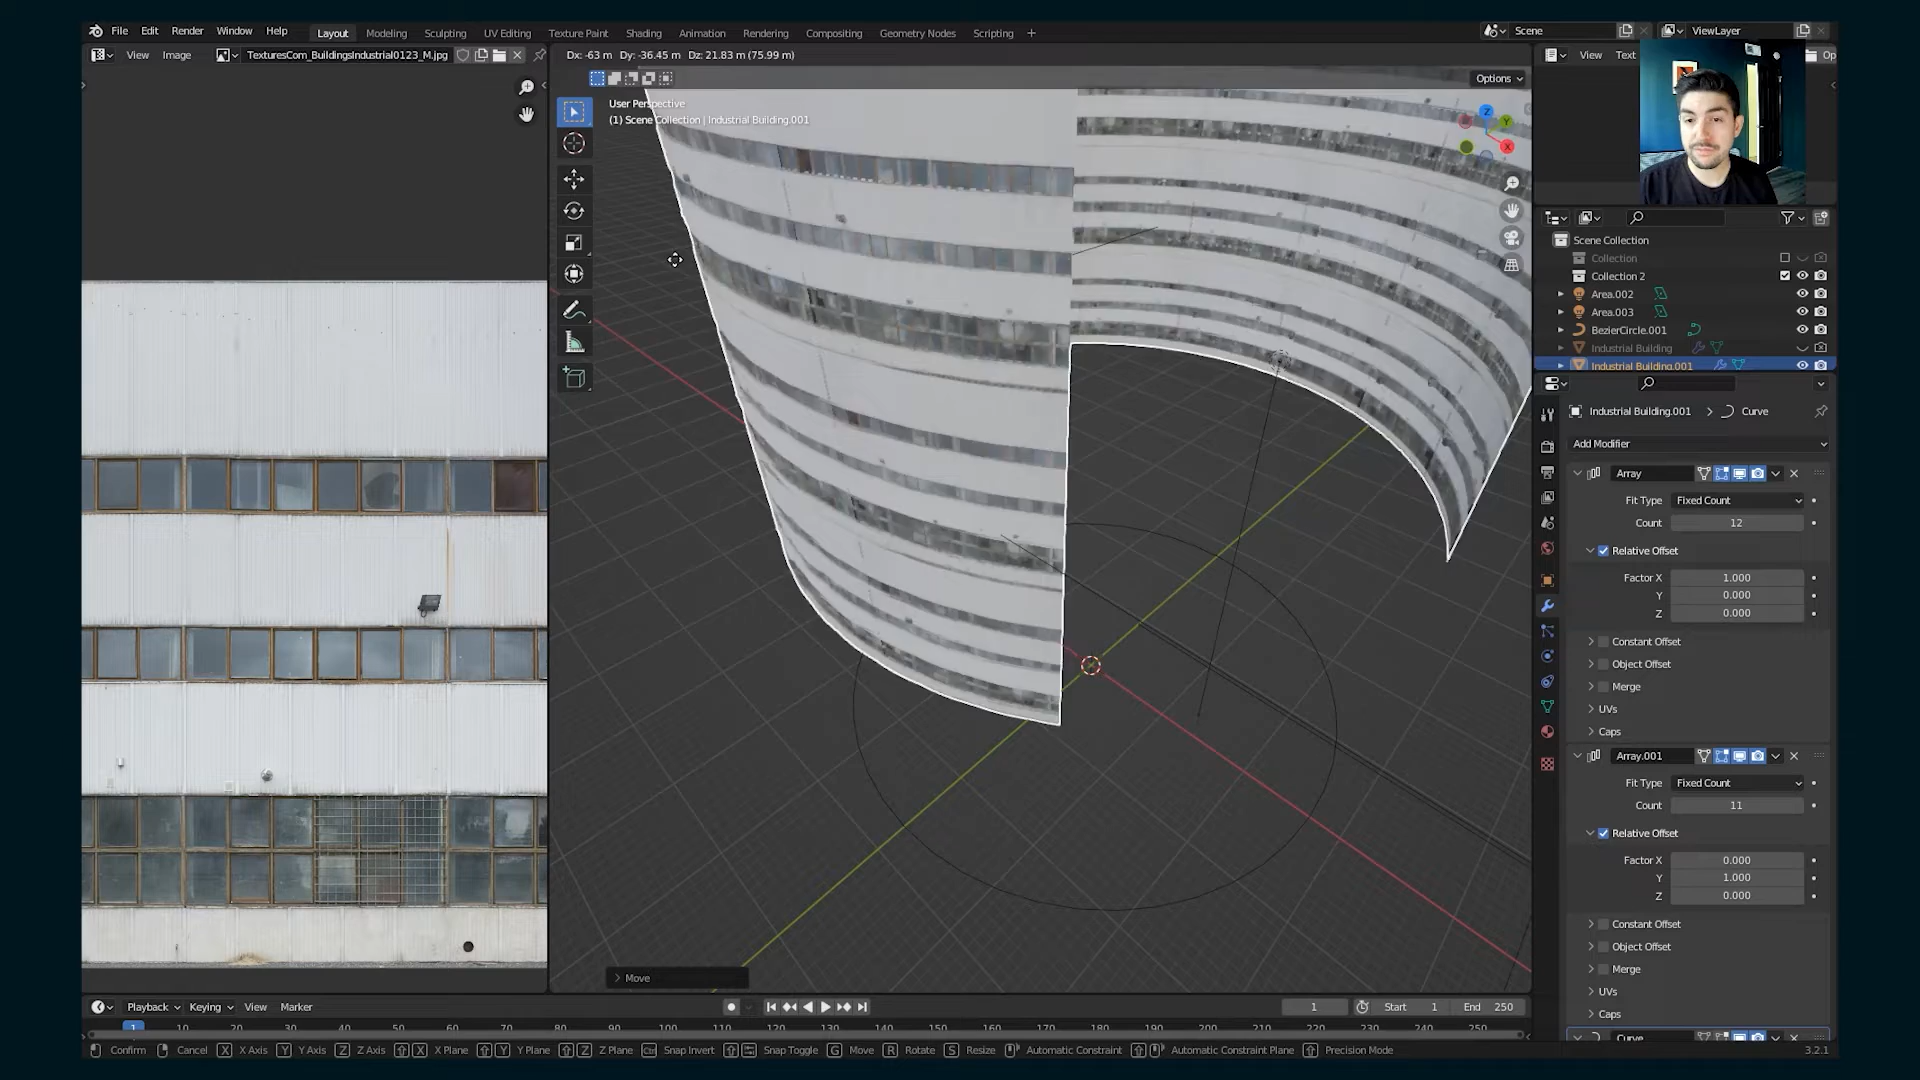 File Edit Render Window Help Layout Modeling Sculpting UV Editing Texture Paint Shading Animation Rendering Compositing Geometry Nodes Scripting + Scene ViewLayer
View Image TexturesCom_BuildingsIndustrial0123_M.jpg Dx: -63 m Dy: -36.45 m Dz: 21.83 m (75.99 m) View Text Op
Options
User Perspective
(1) Scene Collection | Industrial Building.001
Z
Y
X
Scene Collection
Collection
Collection 2
Area.002
Area.003
BezierCircle.001
Industrial Building
Industrial Building.001
Industrial Building.001 > Curve
Add Modifier
Array
Fit Type Fixed Count
Count 12
Relative Offset
Factor X 1.000
Y 0.000
Z 0.000
Constant Offset
Object Offset
Merge
UVs
Caps
Array.001
Fit Type Fixed Count
Count 11
Relative Offset
Factor X 0.000
Y 1.000
Z 0.000
Constant Offset
Object Offset
Merge
UVs
Caps
Curve
Move
Playback Keying View Marker 1 Start 1 End 250
1 10 20 30 40 50 60 70 80 90 100 110 120 130 140 150 160 170 180 190 200 210 220 230 240 250
Confirm Cancel X X Axis Y Y Axis Z Z Axis X X Plane Y Y Plane Z Z Plane Ctrl Snap Invert Snap Toggle G Move R Rotate S Resize Automatic Constraint Automatic Constraint Plane Precision Mode 3.2.1